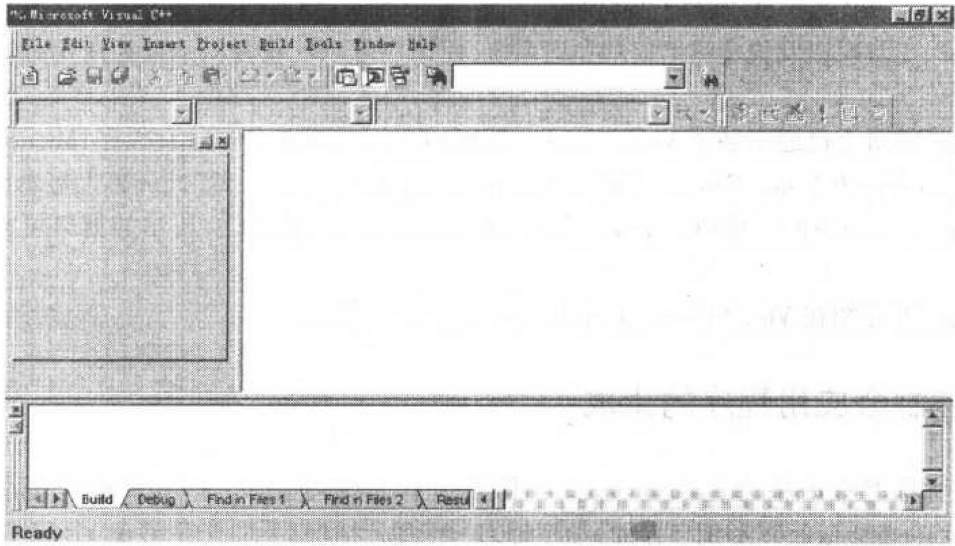 Microsoft Visual C++
File Edit View Insert Project Build Tools Window Help
Build Debug Find in Files 1 Find in Files 2 Resul
Ready